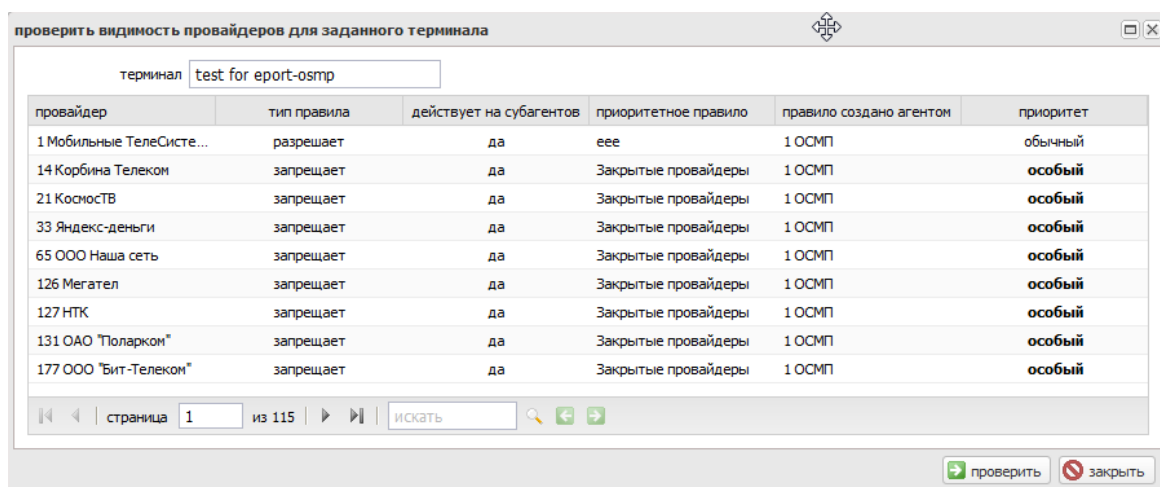 проверить видимость провайдеров для заданного терминала
терминал test for eport-osmp
провайдер тип правила действует на субагентов приоритетное правило правило создано агентом приоритет
1 Мобильные ТелеСисте... разрешает да eee 1 ОСМП обычный
14 Корбина Телеком запрещает да Закрытые провайдеры 1 ОСМП особый
21 КосмосТВ запрещает да Закрытые провайдеры 1 ОСМП особый
33 Яндекс-деньги запрещает да Закрытые провайдеры 1 ОСМП особый
65 ООО Наша сеть запрещает да Закрытые провайдеры 1 ОСМП особый
126 Мегател запрещает да Закрытые провайдеры 1 ОСМП особый
127 НТК запрещает да Закрытые провайдеры 1 ОСМП особый
131 ОАО "Поларком" запрещает да Закрытые провайдеры 1 ОСМП особый
177 ООО "Бит-Телеком" запрещает да Закрытые провайдеры 1 ОСМП особый
страница 1 из 115 искать
проверить закрыть